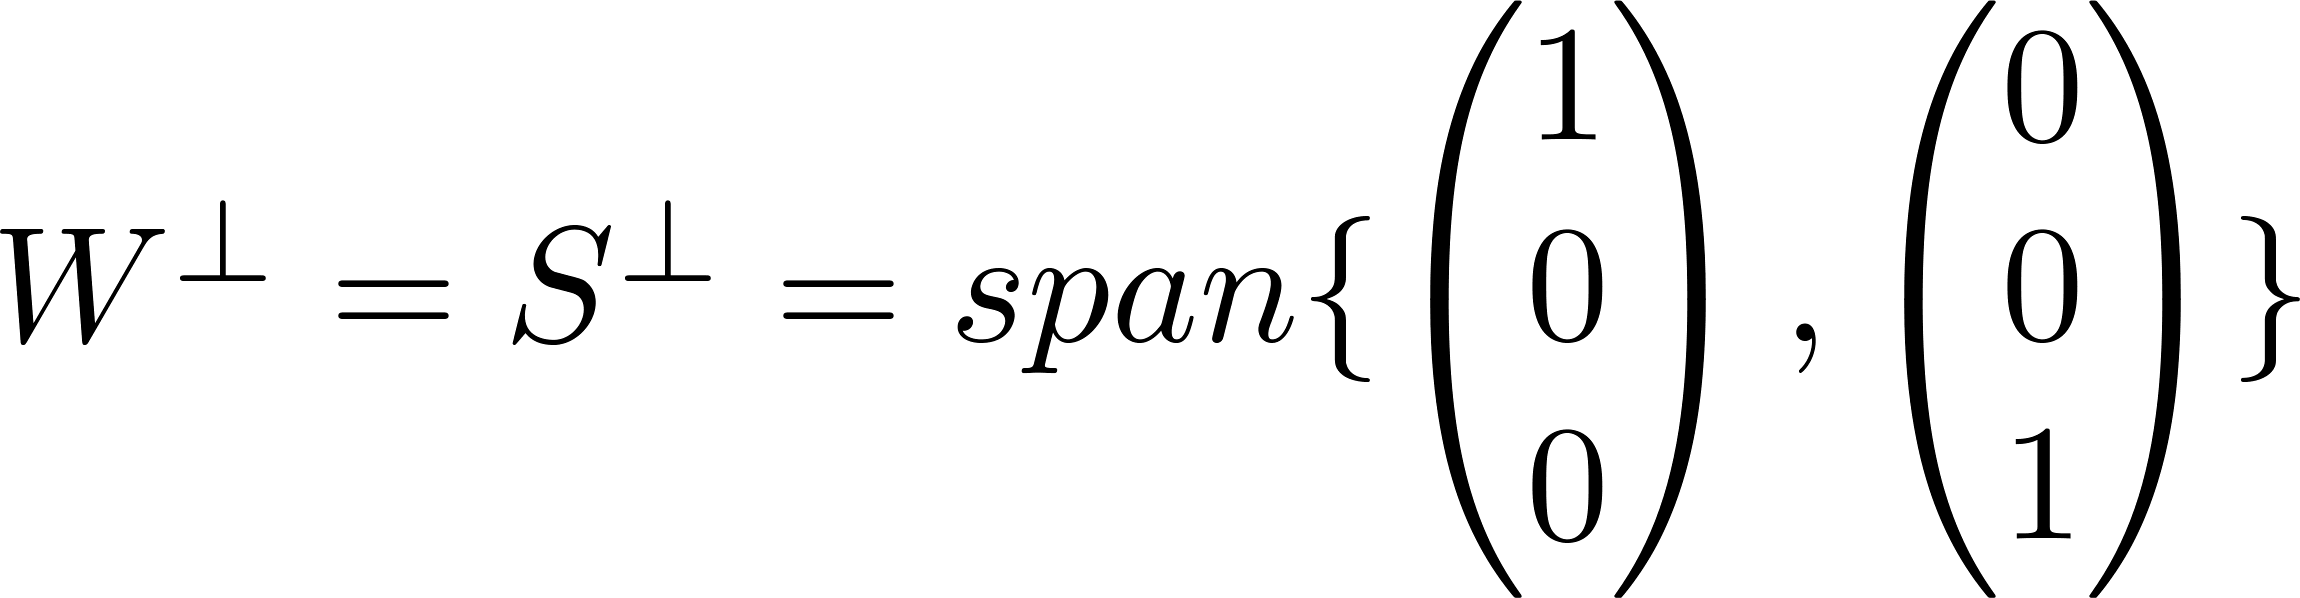 W^⊥ = S^⊥ = span{(1 0 0), (0 0 1)}